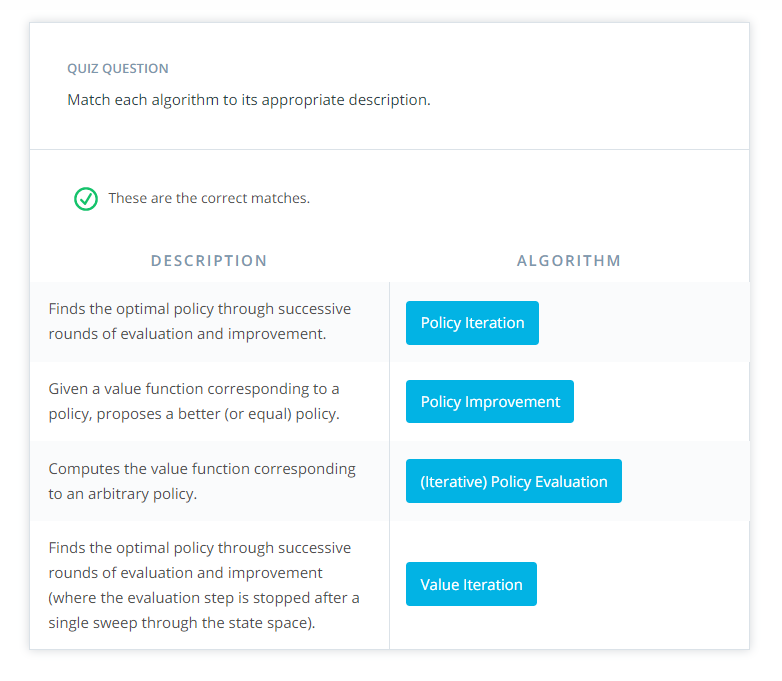 QUIZ QUESTION
Match each algorithm to its appropriate description.
These are the correct matches.
DESCRIPTION
ALGORITHM
Finds the optimal policy through successive
rounds of evaluation and improvement.
Policy Iteration
Given a value function corresponding to a
policy, proposes a better (or equal) policy.
Policy Improvement
Computes the value function corresponding
to an arbitrary policy.
(Iterative) Policy Evaluation
Finds the optimal policy through successive
rounds of evaluation and improvement
(where the evaluation step is stopped after a
single sweep through the state space).
Value Iteration